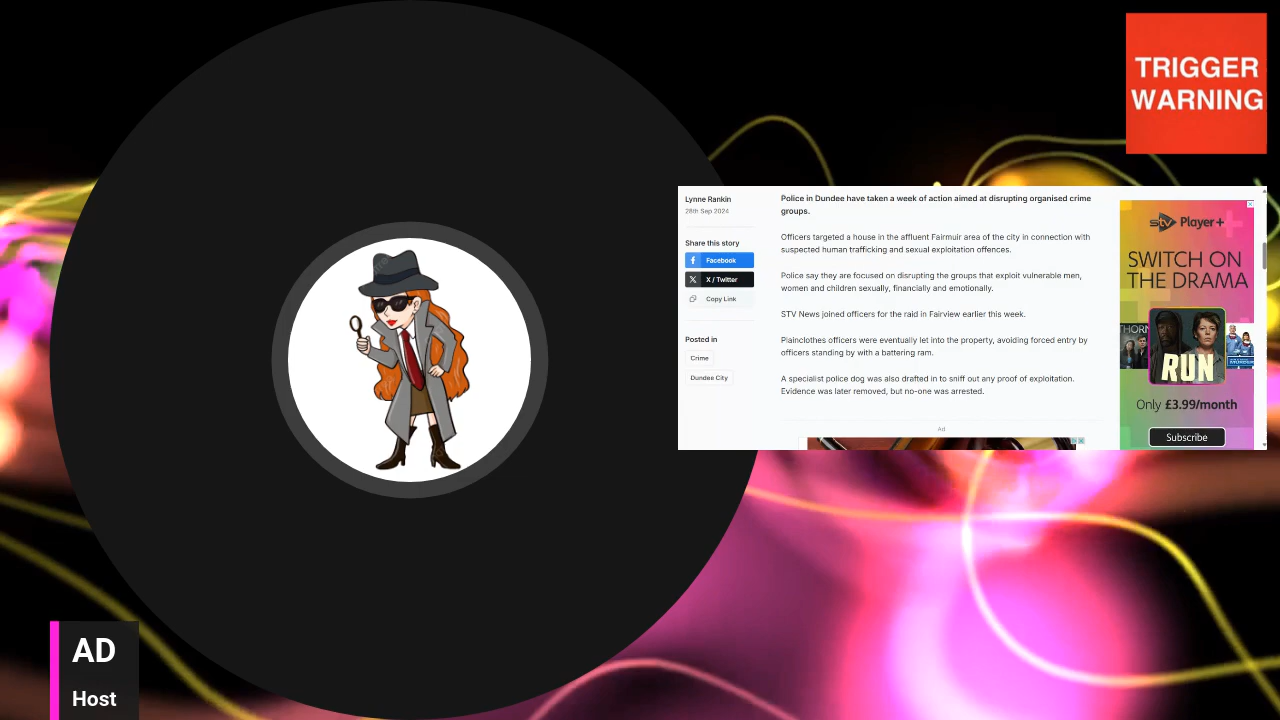 TRIGGER
WARNING
Lynne Rankin
28th Sep 2024
Share this story
Facebook
X / Twitter
Copy Link
Posted in
Crime
Dundee City
Police in Dundee have taken a week of action aimed at disrupting organised crime
groups.
Officers targeted a house in the affluent Fairmuir area of the city in connection with
suspected human trafficking and sexual exploitation offences.
Police say they are focused on disrupting the groups that exploit vulnerable men,
women and children sexually, financially and emotionally.
STV News joined officers for the raid in Fairview earlier this week.
Plainclothes officers were eventually let into the property, avoiding forced entry by
officers standing by with a battering ram.
A specialist police dog was also drafted in to sniff out any proof of exploitation.
Evidence was later removed, but no-one was arrested.
Ad
stv Player+
SWITCH ON
THE DRAMA
THORN
RUN
Only £3.99/month
Subscribe
AD
Host